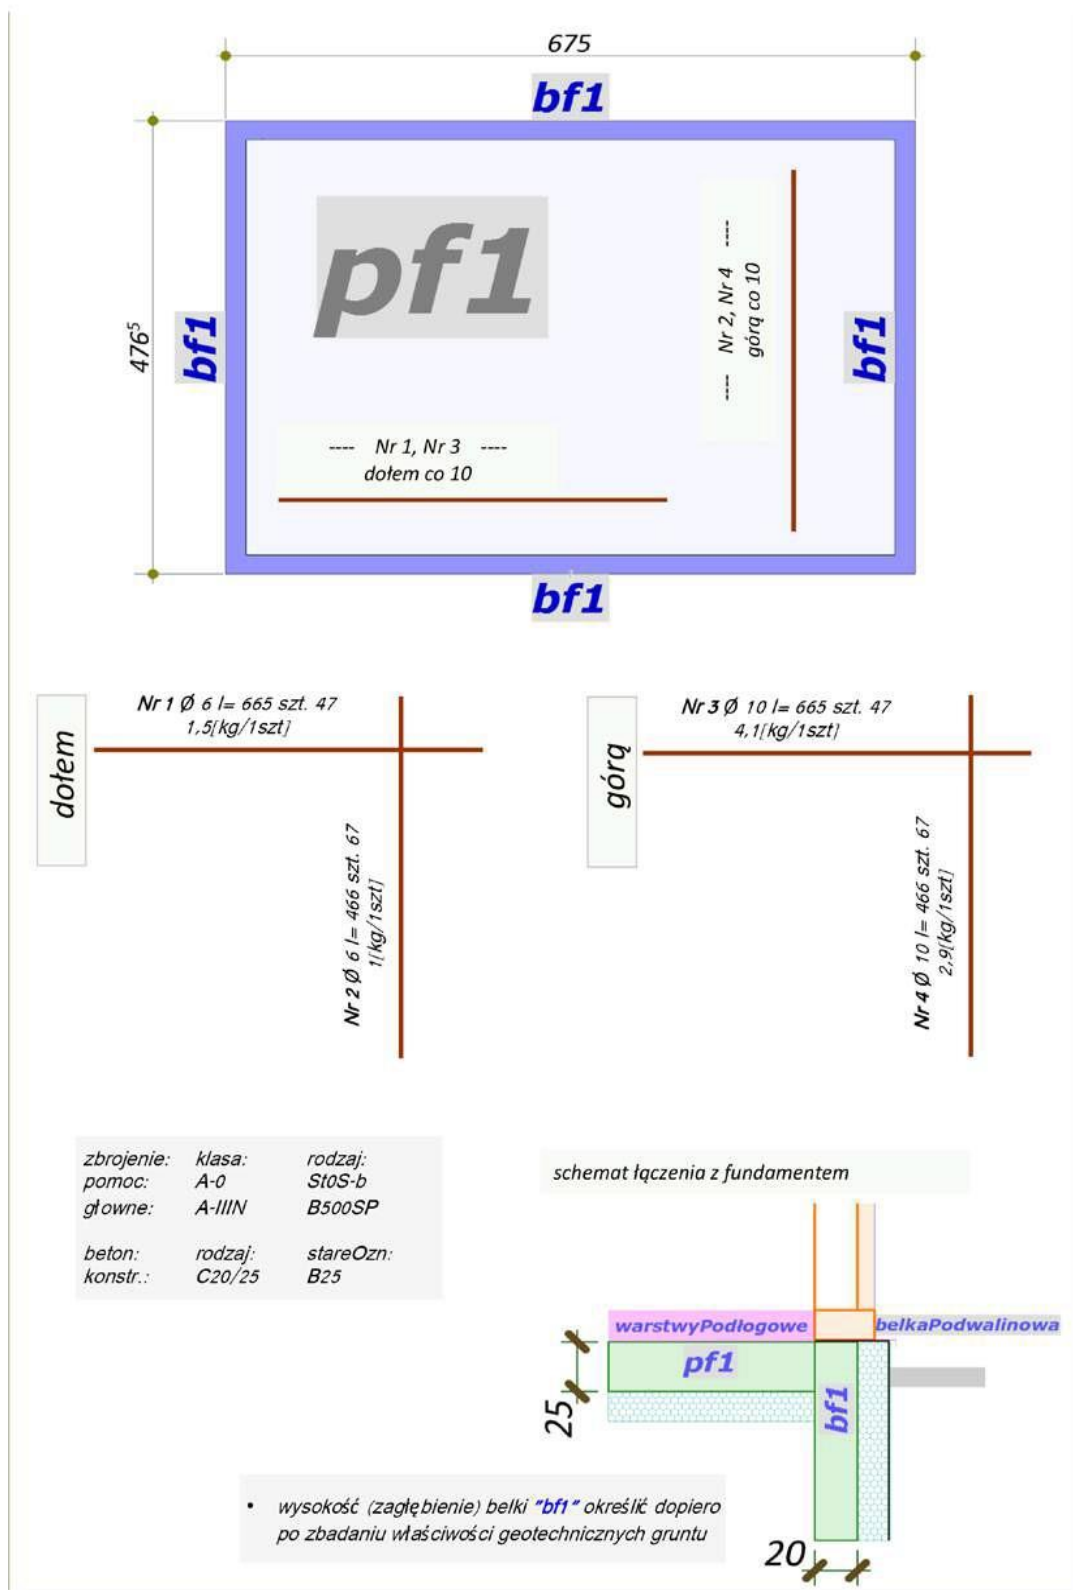 675
bf1
pf1
---- Nr 2, Nr 4 ----
górą co 10
476⁵
bf1
bf1
---- Nr 1, Nr 3 ----
dołem co 10
bf1
dołem
Nr 1 Ø 6 l= 665 szt. 47
1,5[kg/1szt]
Nr 2 Ø 6 l= 466 szt. 67
1[kg/1szt]
górą
Nr 3 Ø 10 l= 665 szt. 47
4,1[kg/1szt]
Nr 4 Ø 10 l= 466 szt. 67
2,9[kg/1szt]
zbrojenie: klasa: rodzaj:
pomoc: A-0 St0S-b
głowne: A-IIIN B500SP
beton: rodzaj: stareOzn:
konstr.: C20/25 B25
schemat łączenia z fundamentem
warstwyPodłogowe
belkaPodwalinowa
pf1
bf1
25
20
• wysokość (zagłębienie) belki "bf1" określić dopiero
po zbadaniu właściwości geotechnicznych gruntu